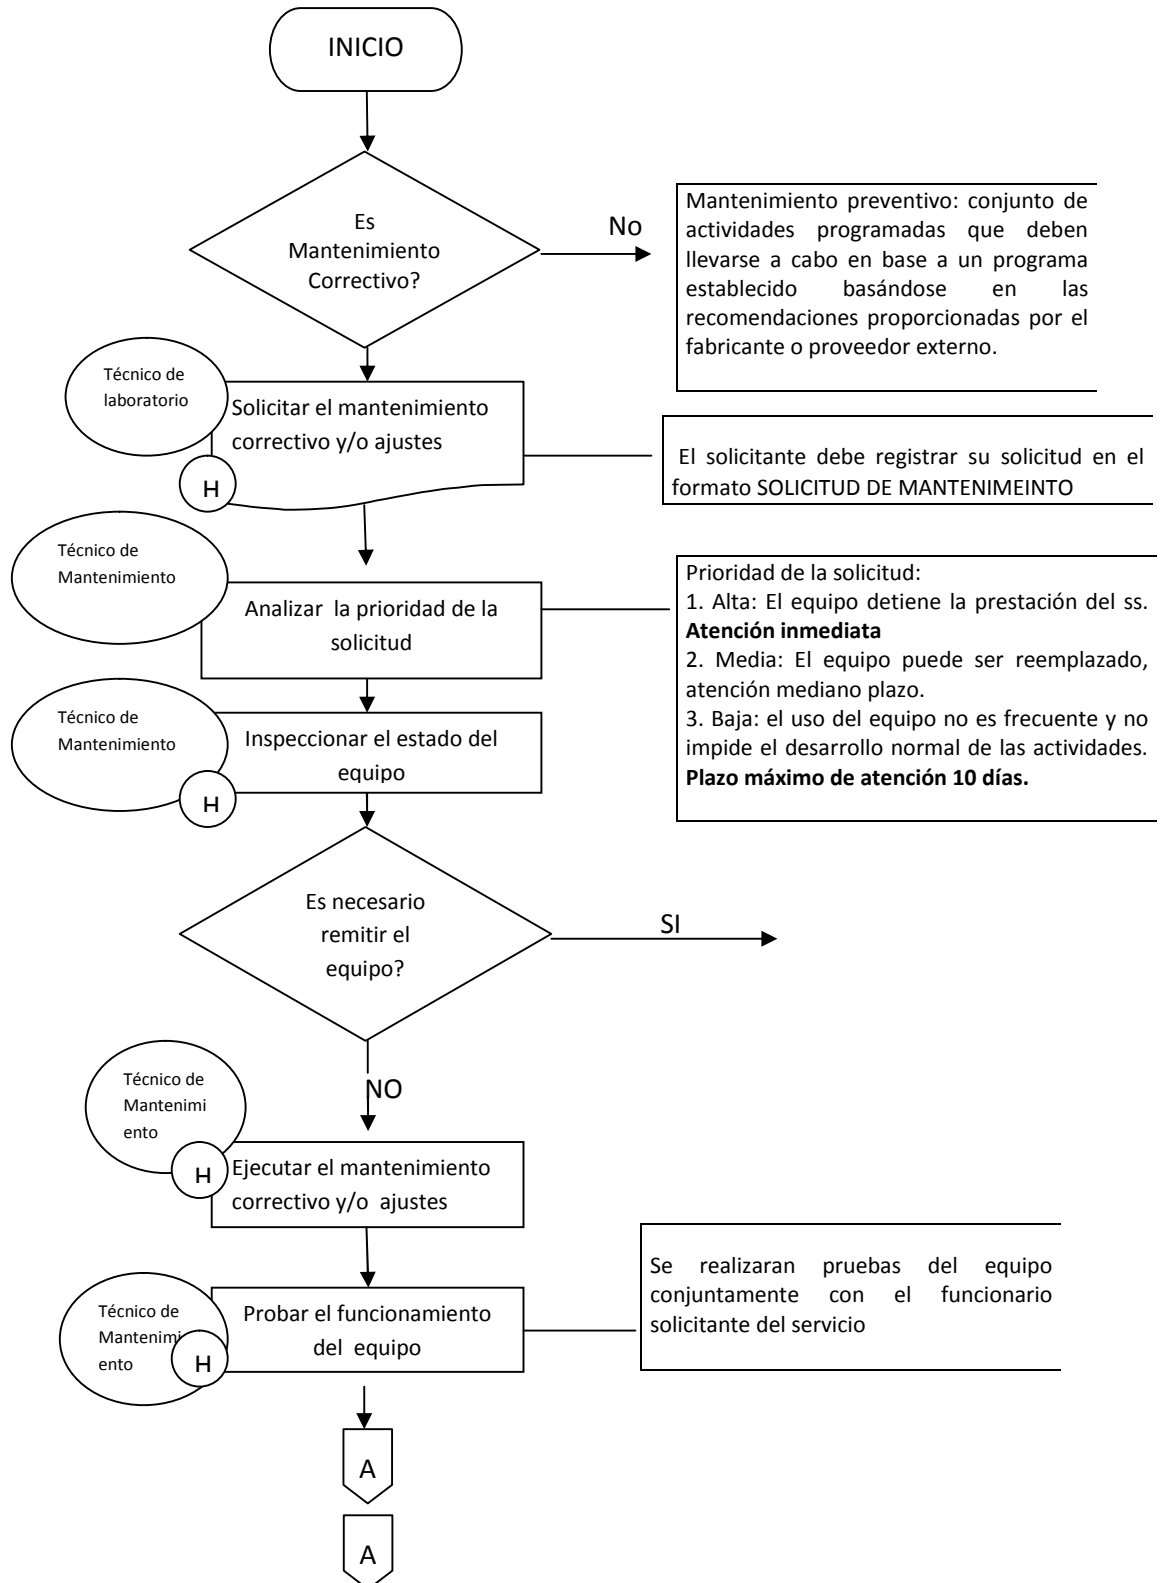 INICIO
Es
Mantenimiento
Correctivo?
No
Mantenimiento preventivo: conjunto de
actividades programadas que deben
llevarse a cabo en base a un programa
establecido basándose en las
recomendaciones proporcionadas por el
fabricante o proveedor externo.
Técnico de
laboratorio
Solicitar el mantenimiento
correctivo y/o ajustes
H
El solicitante debe registrar su solicitud en el
formato SOLICITUD DE MANTENIMEINTO
Técnico de
Mantenimiento
Analizar la prioridad de la
solicitud
Prioridad de la solicitud:
1. Alta: El equipo detiene la prestación del ss.
Atención inmediata
2. Media: El equipo puede ser reemplazado,
atención mediano plazo.
3. Baja: el uso del equipo no es frecuente y no
impide el desarrollo normal de las actividades.
Plazo máximo de atención 10 días.
Técnico de
Mantenimiento
Inspeccionar el estado del
equipo
H
Es necesario
remitir el
equipo?
SI
NO
Técnico de
Mantenimi
ento
H
Ejecutar el mantenimiento
correctivo y/o ajustes
Técnico de
Mantenimi
ento
H
Probar el funcionamiento
del equipo
Se realizaran pruebas del equipo
conjuntamente con el funcionario
solicitante del servicio
A
A